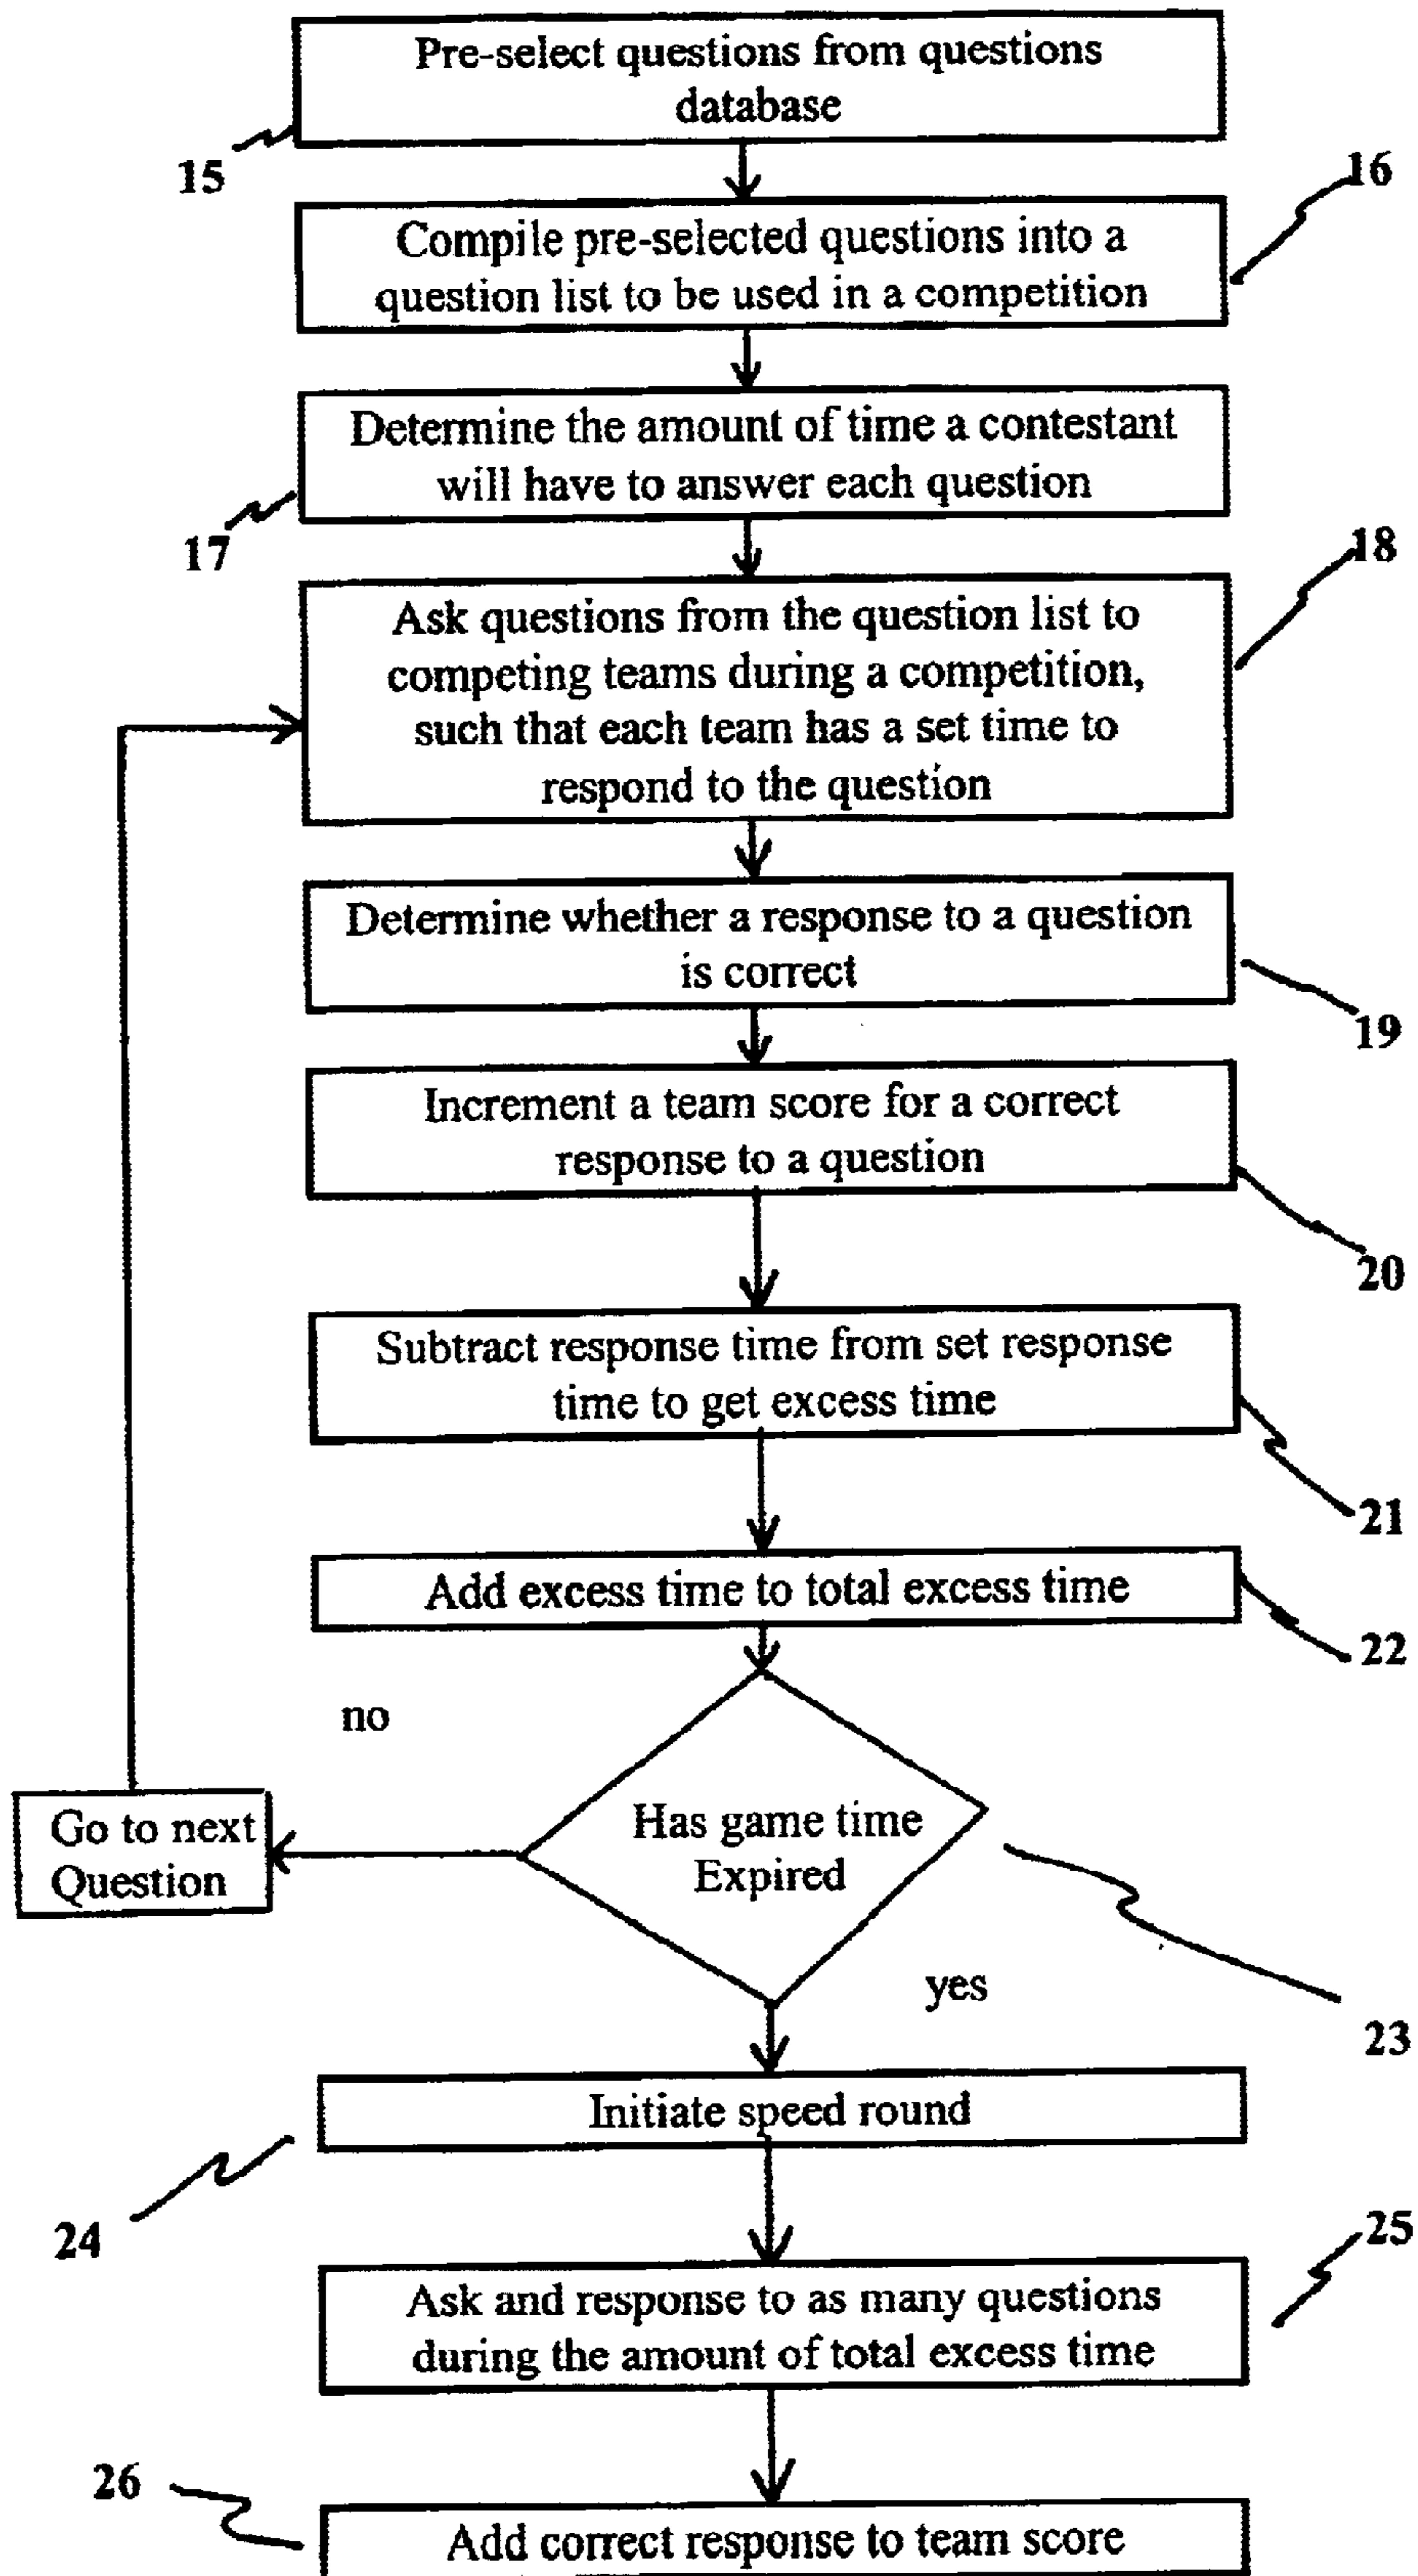 Pre-select questions from questions
database
15
16
Compile pre-selected questions into a
question list to be used in a competition
Determine the amount of time a contestant
will have to answer each question
17
18
Ask questions from the question list to
competing teams during a competition,
such that each team has a set time to
respond to the question
Determine whether a response to a question
is correct
19
Increment a team score for a correct
response to a question
20
Subtract response time from set response
time to get excess time
21
Add excess time to total excess time
22
no
Go to next
Question
Has game time
Expired
yes
23
Initiate speed round
24
25
Ask and response to as many questions
during the amount of total excess time
26
Add correct response to team score